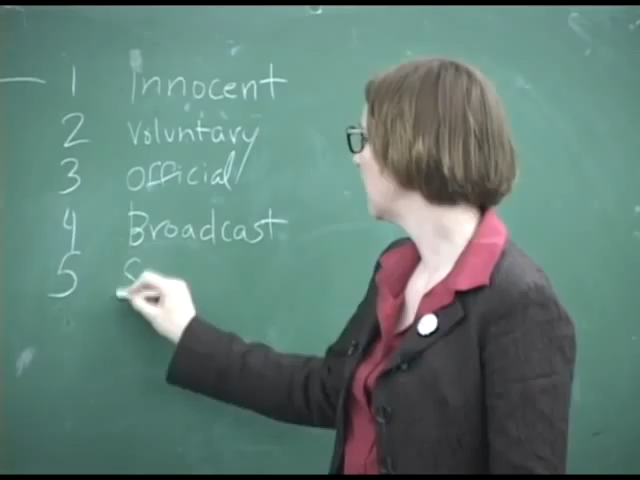 1 Innocent
2 Voluntary
3 Official
4 Broadcast
5 S